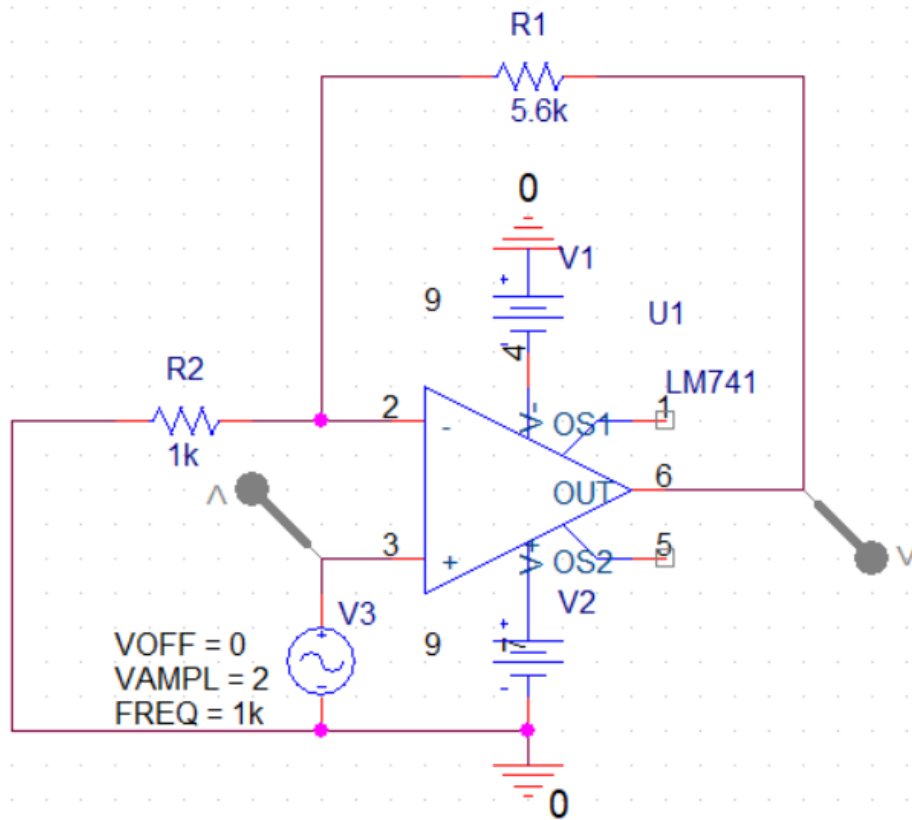 R1
5.6k
0
V1
+
9
-
4
U1
R2
LM741
2
-
V-
OS1
1
1k
V
6
OUT
3
+
V+
OS2
5
V
V3
V2
+
VOFF = 0
9
7
VAMPL = 2
+
-
-
FREQ = 1k
0